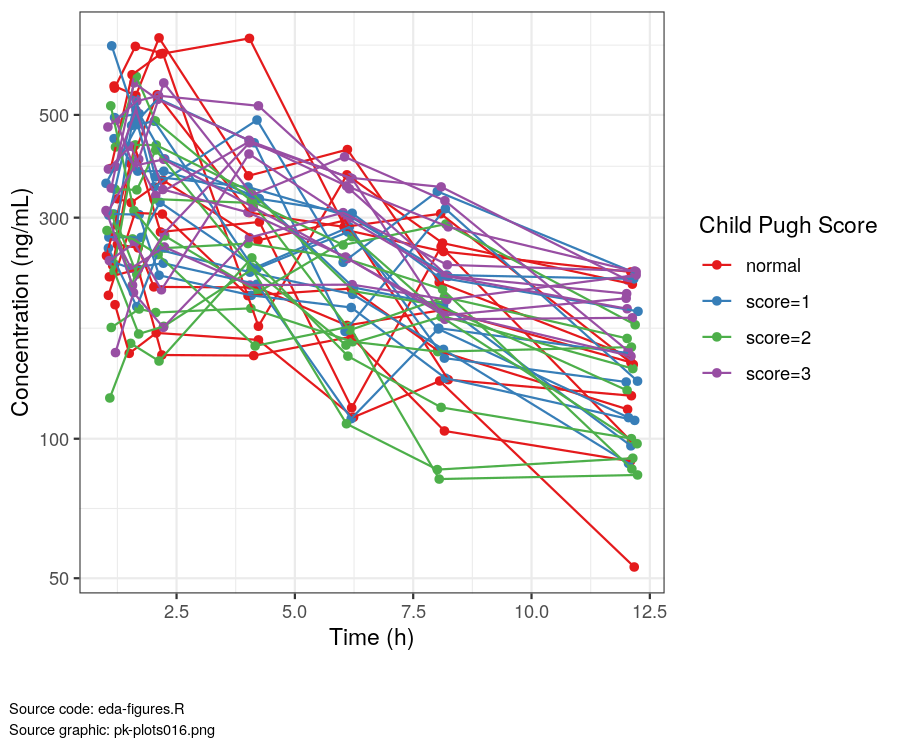 500
300
100
50
Concentration (ng/mL)
2.5 5.0 7.5 10.0 12.5
Time (h)
Child Pugh Score
normal
score=1
score=2
score=3
Source code: eda-figures.R
Source graphic: pk-plots016.png